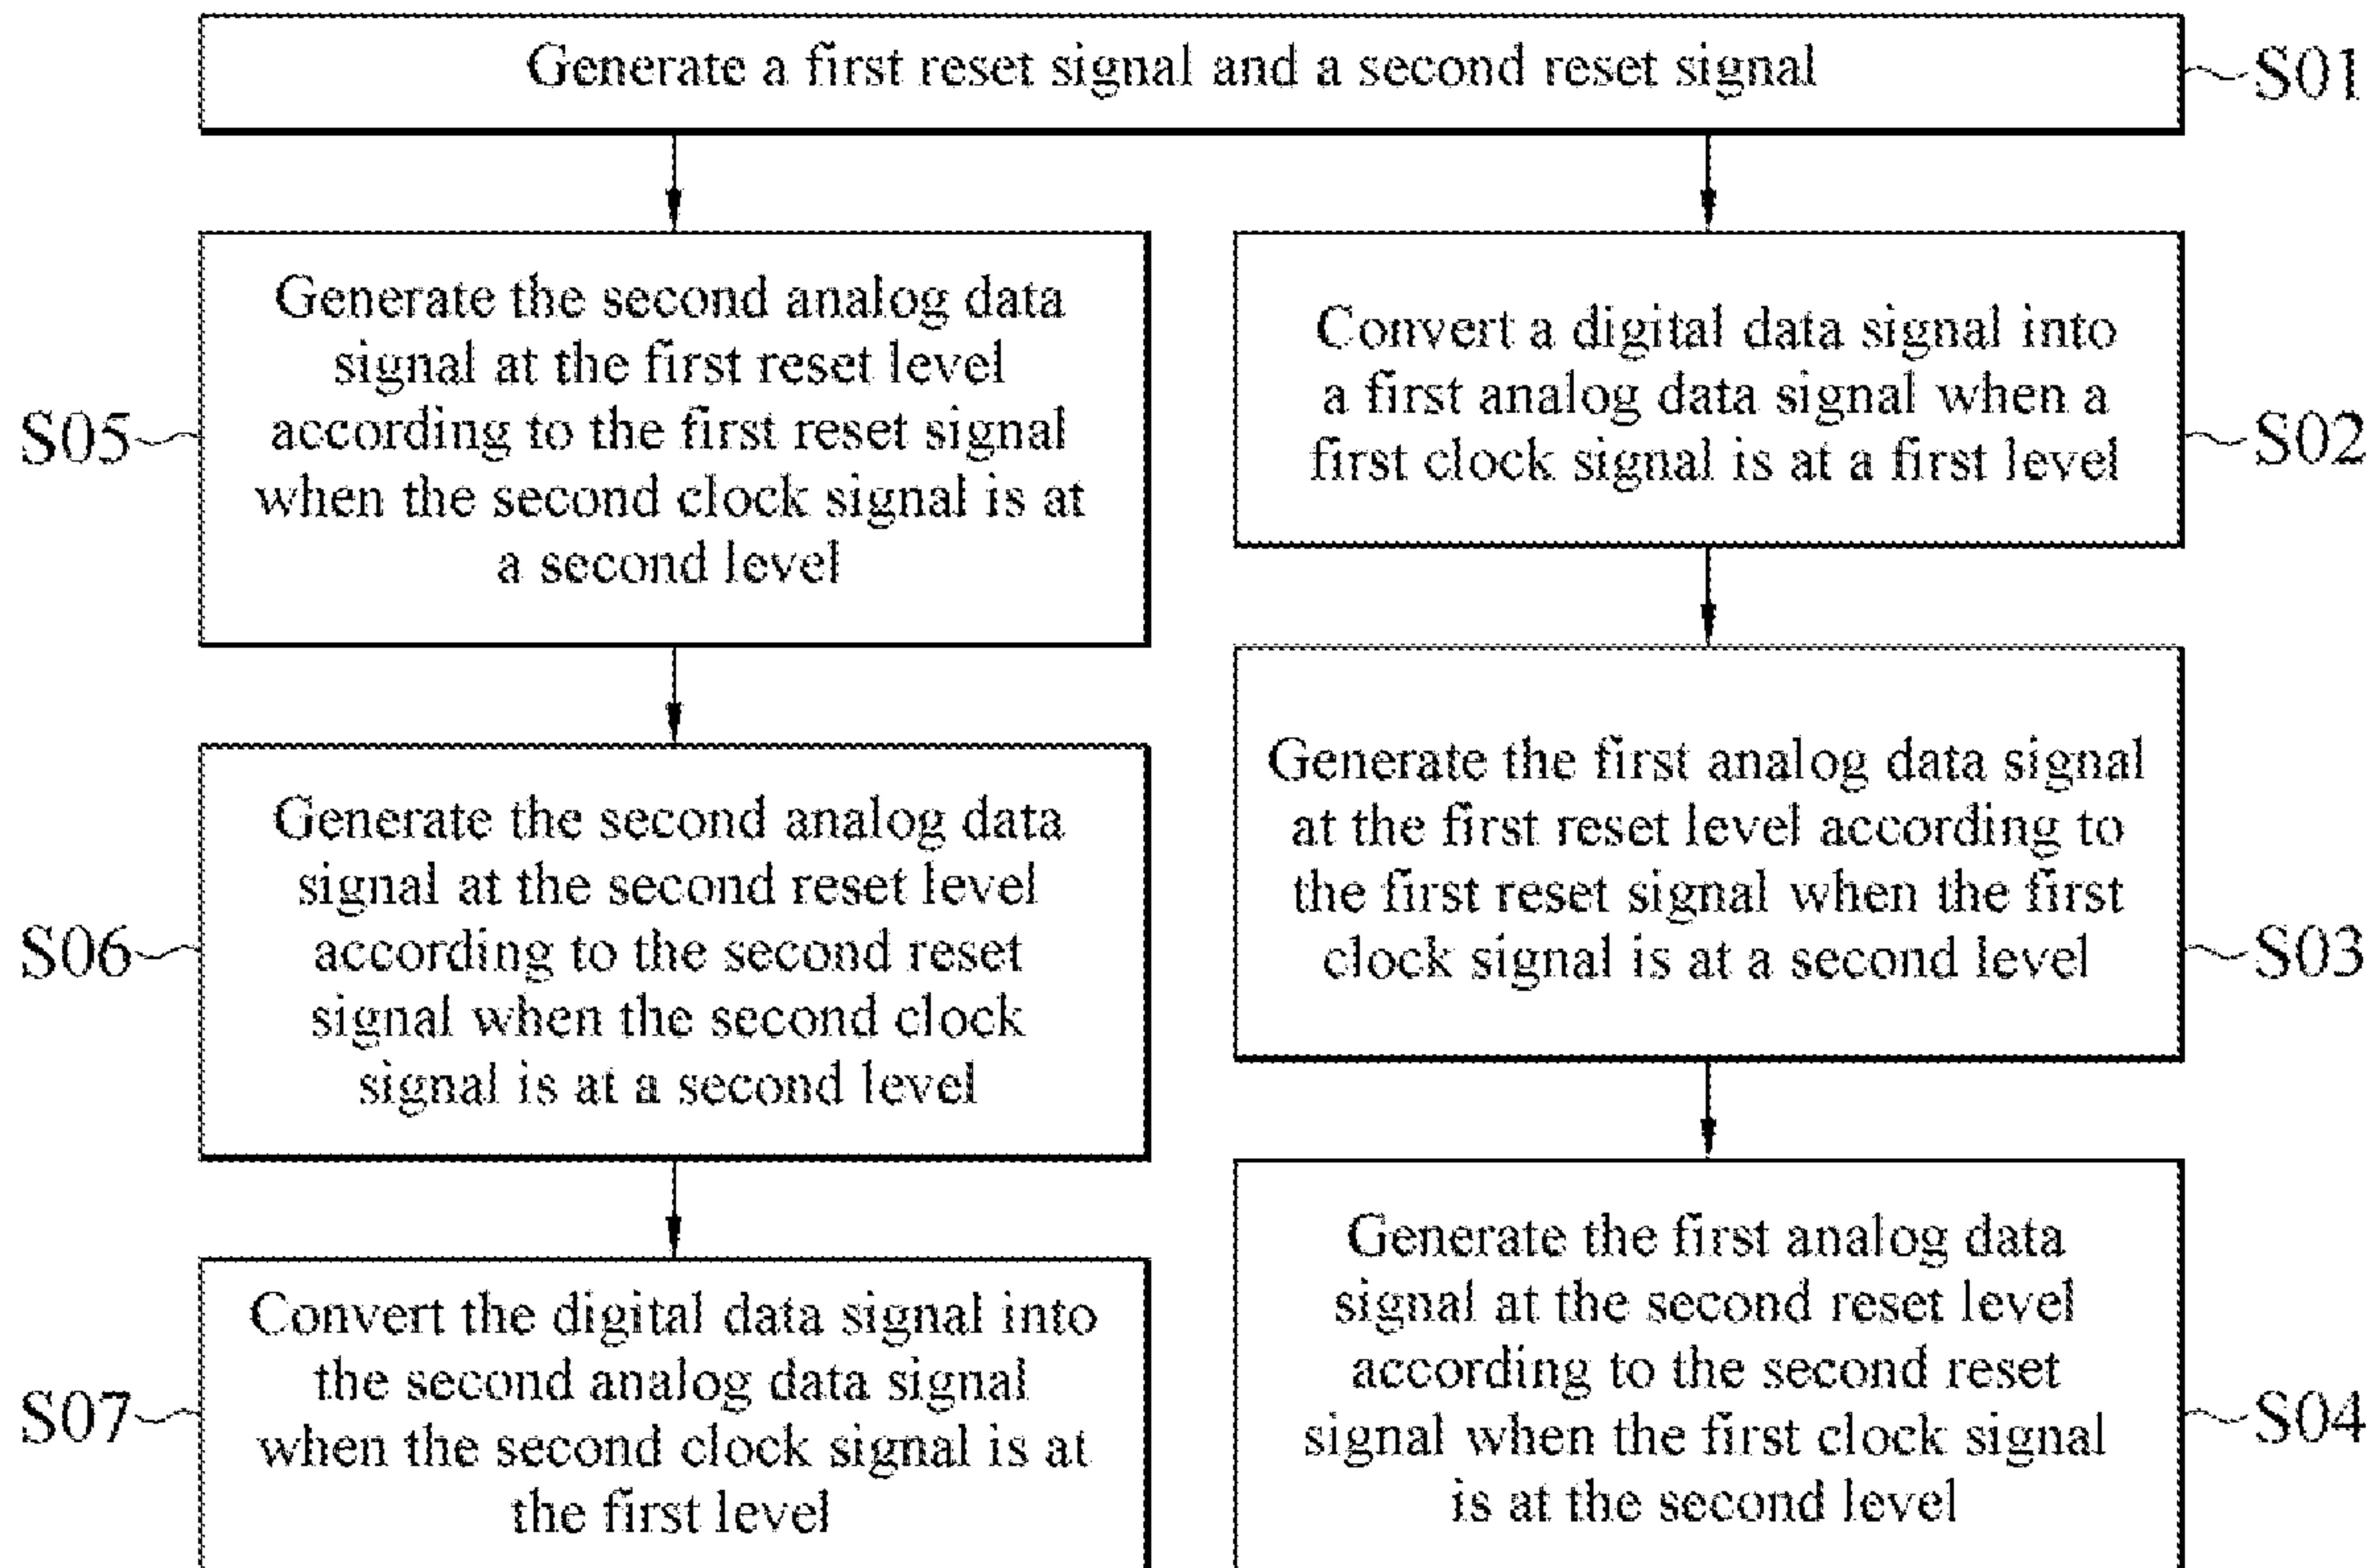 Generate a first reset signal and a second reset signal
S01
Generate the second analog data
signal at the first reset level
according to the first reset signal
when the second clock signal is at
a second level
S05
Convert a digital data signal into
a first analog data signal when a
first clock signal is at a first level
S02
Generate the second analog data
signal at the second reset level
according to the second reset
signal when the second clock
signal is at a second level
S06
Generate the first analog data signal
at the first reset level according to
the first reset signal when the first
clock signal is at a second level
S03
Convert the digital data signal into
the second analog data signal
when the second clock signal is at
the first level
S07
Generate the first analog data
signal at the second reset level
according to the second reset
signal when the first clock signal
is at the second level
S04